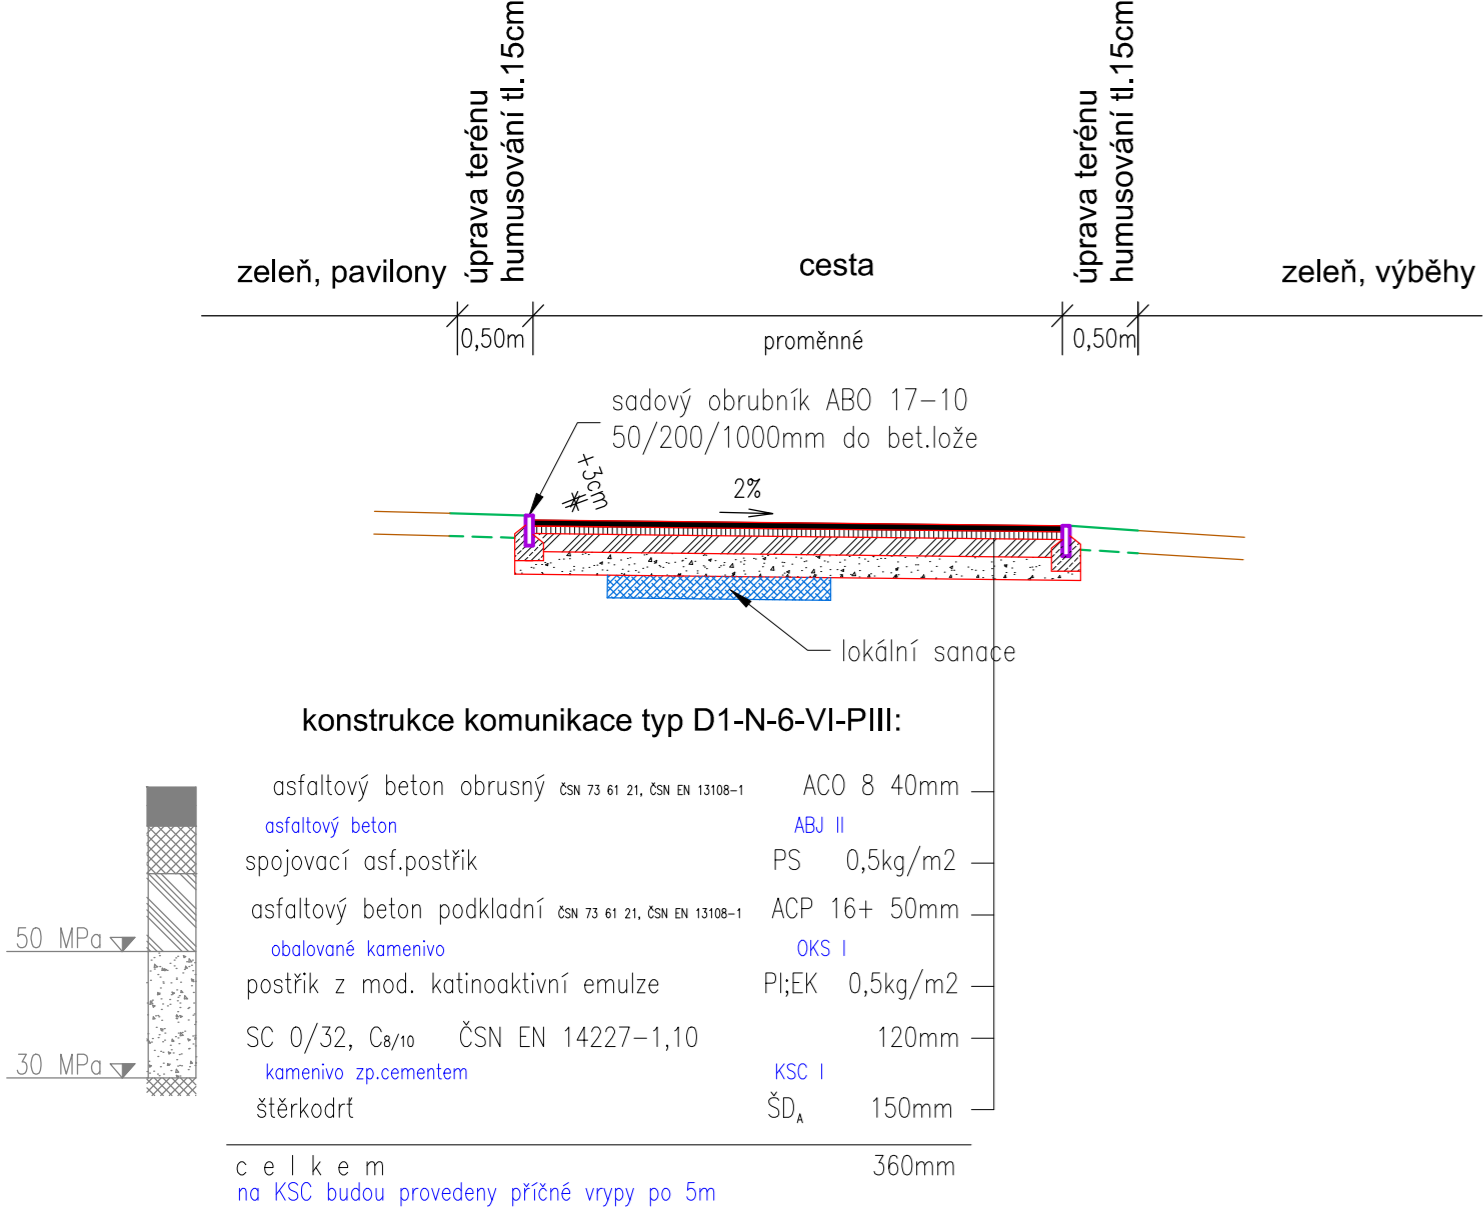 úprava terénu
humusování tl.15cm
úprava terénu
humusování tl.15cm
zeleň, pavilony
cesta
zeleň, výběhy
0,50m
proměnné
0,50m
sadový obrubník ABO 17-10
50/200/1000mm do bet.lože
+3cm
2%
lokální sanace
konstrukce komunikace typ D1-N-6-VI-PIII:
asfaltový beton obrusný ČSN 73 61 21, ČSN EN 13108-1 ACO 8 40mm
asfaltový beton ABJ II
spojovací asf.postřik PS 0,5kg/m2
asfaltový beton podkladní ČSN 73 61 21, ČSN EN 13108-1 ACP 16+ 50mm
50 MPa
obalované kamenivo OKS I
postřik z mod. katinoaktivní emulze PI;EK 0,5kg/m2
SC 0/32, C8/10 ČSN EN 14227-1,10 120mm
30 MPa
kamenivo zp.cementem KSC I
štěrkodrť ŠDA 150mm
celkem 360mm
na KSC budou provedeny příčné vrypy po 5m